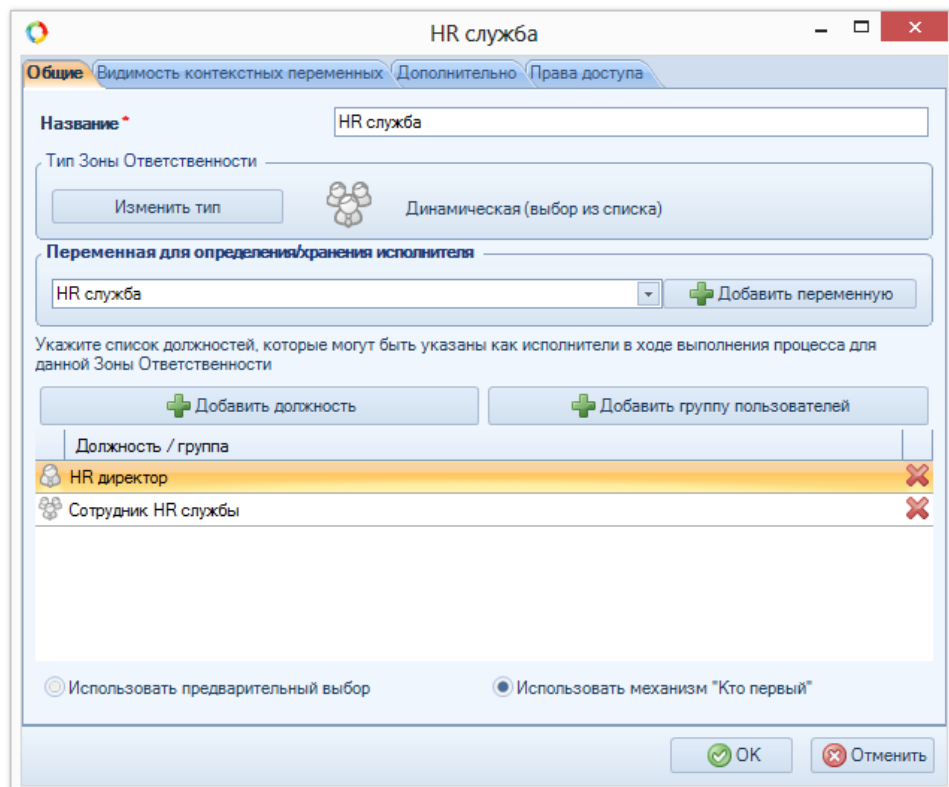 HR служба
Общие Видимость контекстных переменных Дополнительно Права доступа
Название* HR служба
Тип Зоны Ответственности
Изменить тип Динамическая (выбор из списка)
Переменная для определения/хранения исполнителя
HR служба Добавить переменную
Укажите список должностей, которые могут быть указаны как исполнители в ходе выполнения процесса для
данной Зоны Ответственности
Добавить должность Добавить группу пользователей
Должность / группа
HR директор
Сотрудник HR службы
Использовать предварительный выбор Использовать механизм "Кто первый"
OK Отменить